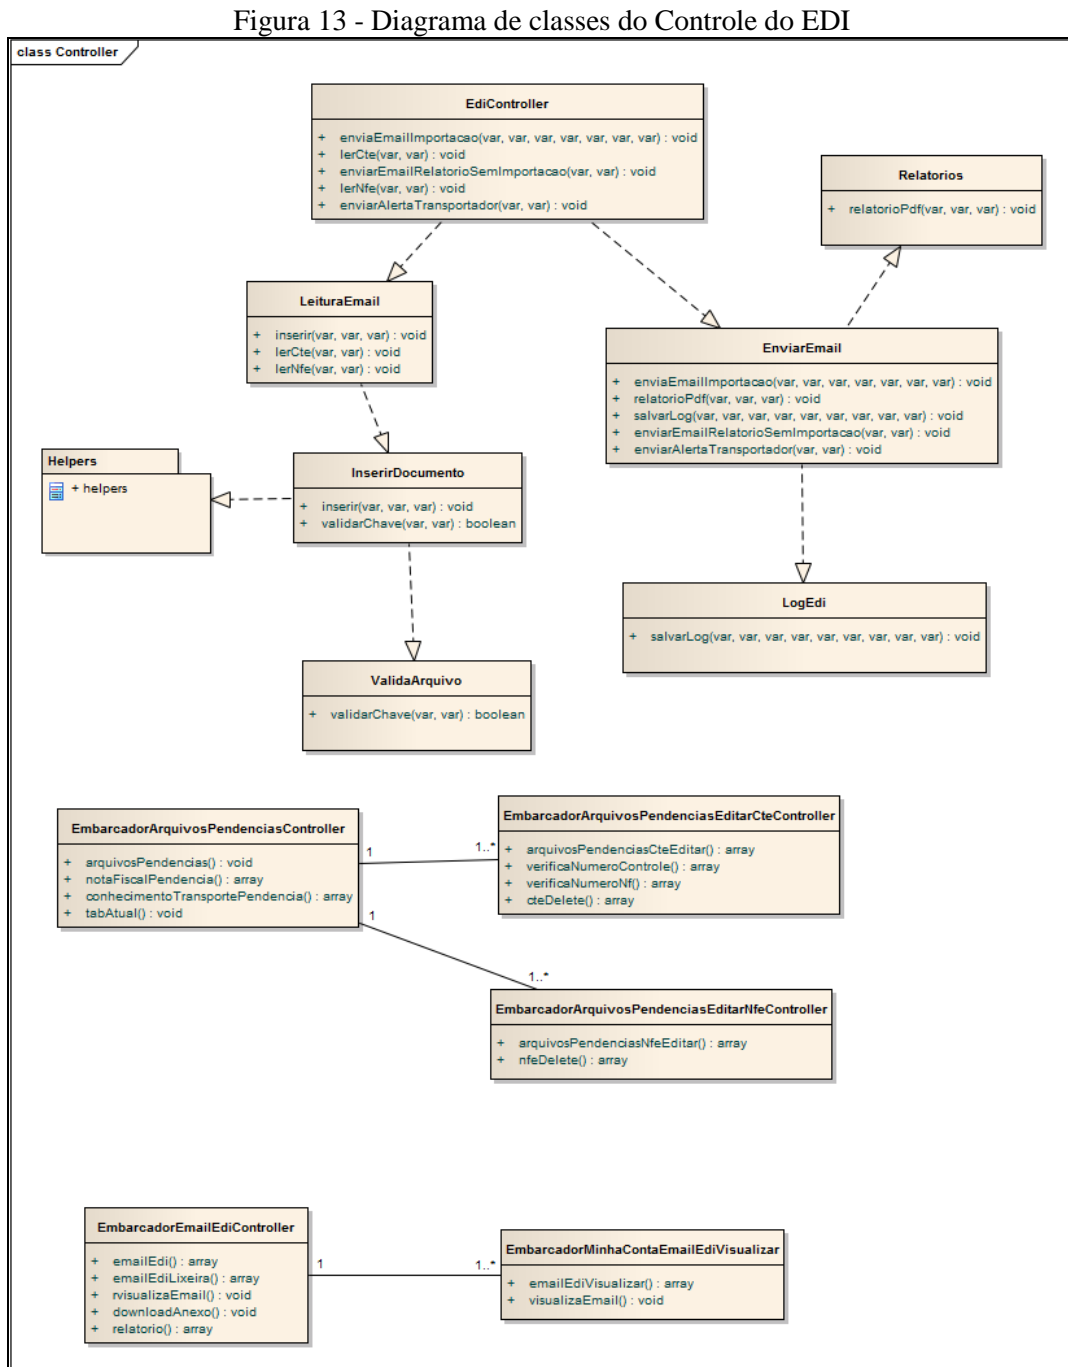 Figura 13 - Diagrama de classes do Controle do EDI
class Controller
EdiController
+ enviaEmailImportacao(var, var, var, var, var, var, var) : void
+ lerCte(var, var) : void
+ enviarEmailRelatorioSemImportacao(var, var) : void
+ lerNfe(var, var) : void
+ enviarAlertaTransportador(var, var) : void
Relatorios
+ relatorioPdf(var, var, var) : void
LeituraEmail
+ inserir(var, var, var) : void
+ lerCte(var, var) : void
+ lerNfe(var, var) : void
EnviarEmail
+ enviaEmailImportacao(var, var, var, var, var, var, var) : void
+ relatorioPdf(var, var, var) : void
+ salvarLog(var, var, var, var, var, var, var, var, var) : void
+ enviarEmailRelatorioSemImportacao(var, var) : void
+ enviarAlertaTransportador(var, var) : void
Helpers
+ helpers
InserirDocumento
+ inserir(var, var, var) : void
+ validarChave(var, var) : boolean
LogEdi
+ salvarLog(var, var, var, var, var, var, var, var, var) : void
ValidaArquivo
+ validarChave(var, var) : boolean
EmbarcadorArquivosPendenciasController
+ arquivosPendencias() : void
+ notaFiscalPendencia() : array
+ conhecimentoTransportePendencia() : array
+ tabAtual() : void
1
1..*
EmbarcadorArquivosPendenciasEditarCteController
+ arquivosPendenciasCteEditar() : array
+ verificaNumeroControle() : array
+ verificaNumeroNf() : array
+ cteDelete() : array
1
1..*
EmbarcadorArquivosPendenciasEditarNfeController
+ arquivosPendenciasNfeEditar() : array
+ nfeDelete() : array
EmbarcadorEmailEdiController
+ emailEdi() : array
+ emailEdiLixeira() : array
+ rvisualizaEmail() : void
+ downloadAnexo() : void
+ relatorio() : array
1
1..*
EmbarcadorMinhaContaEmailEdiVisualizar
+ emailEdiVisualizar() : array
+ visualizaEmail() : void